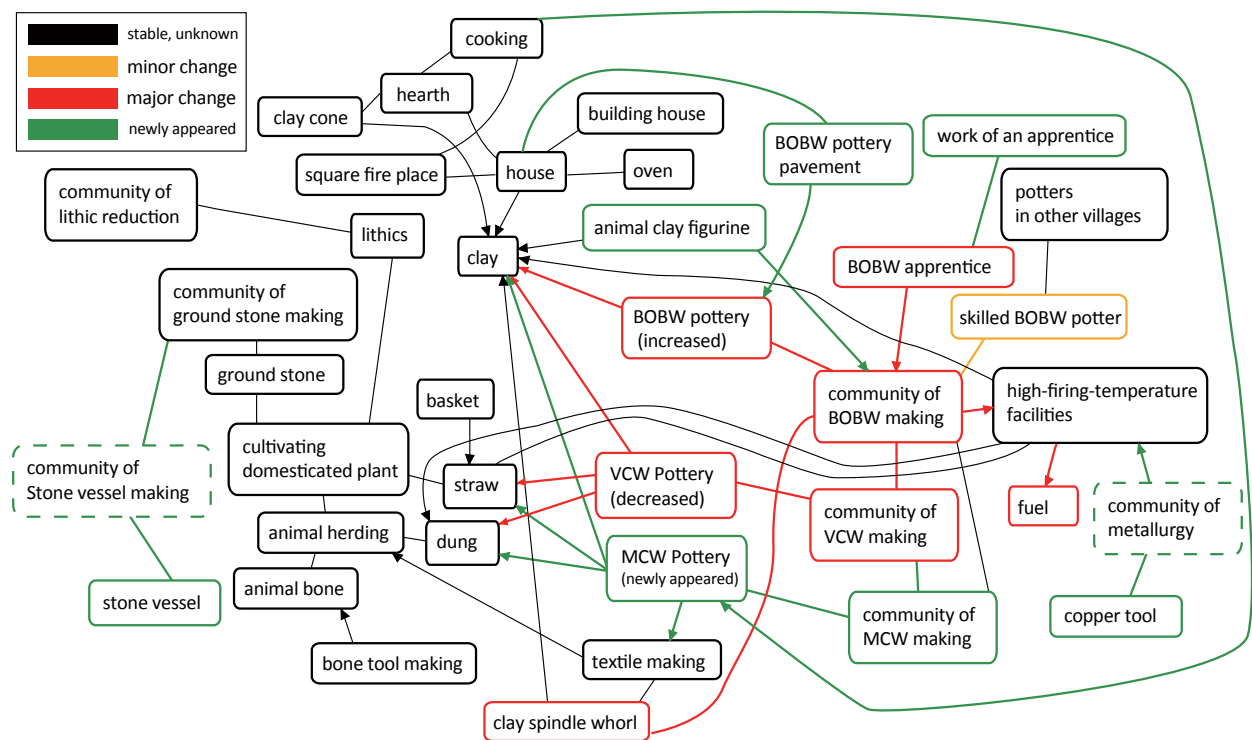 stable, unknown
minor change
major change
newly appeared
cooking
hearth
clay cone
building house
square fire place
house
oven
BOBW pottery
pavement
work of an apprentice
community of
lithic reduction
potters
in other villages
lithics
animal clay figurine
clay
BOBW apprentice
community of
ground stone making
BOBW pottery
(increased)
skilled BOBW potter
ground stone
basket
community of
BOBW making
high-firing-temperature
facilities
cultivating
domesticated plant
community of
Stone vessel making
straw
VCW Pottery
(decreased)
community of
VCW making
fuel
community of
metallurgy
animal herding
dung
MCW Pottery
(newly appeared)
animal bone
stone vessel
community of
MCW making
copper tool
bone tool making
textile making
clay spindle whorl